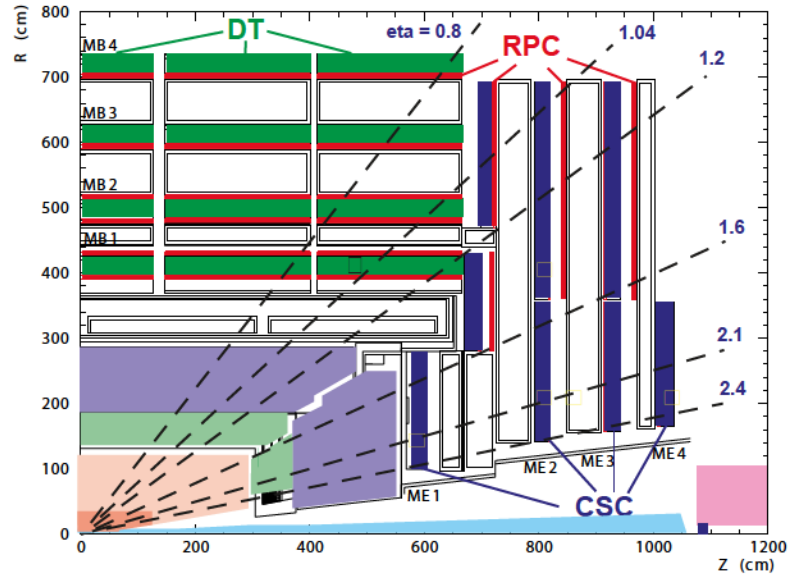 R (cm)
800
700
600
500
400
300
200
100
0
MB 4
MB 3
MB 2
MB 1
DT
eta = 0.8
RPC
1.04
1.2
1.6
2.1
2.4
ME 1
ME 2
ME 3
ME 4
CSC
0
200
400
600
800
1000
1200
Z (cm)